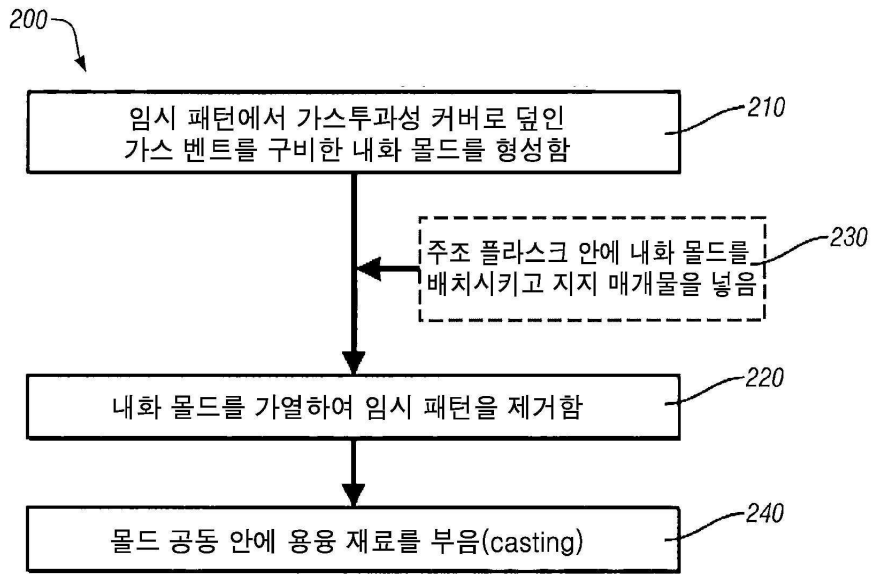 200
임시 패턴에서 가스투과성 커버로 덮인
가스 벤트를 구비한 내화 몰드를 형성함
210
주조 플라스크 안에 내화 몰드를
배치시키고 지지 매개물을 넣음
230
내화 몰드를 가열하여 임시 패턴을 제거함
220
몰드 공동 안에 용융 재료를 부음(casting)
240